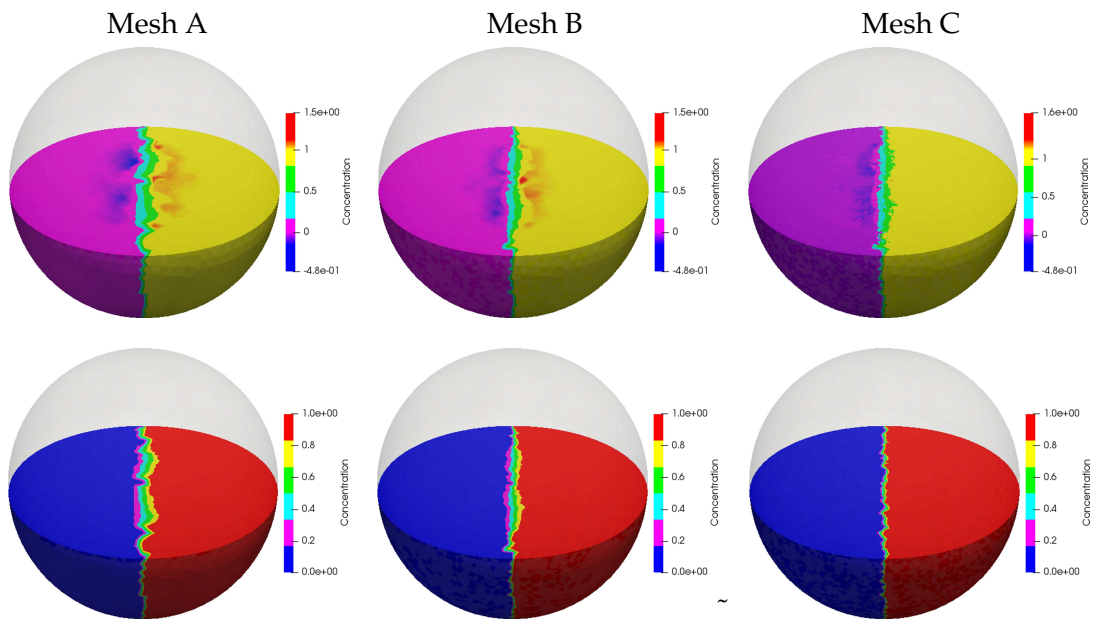 Mesh A
Mesh B
Mesh C
1.5e+00
1
0.5
0
-4.8e-01
Concentration
1.5e+00
1
0.5
0
-4.8e-01
Concentration
1.6e+00
1
0.5
0
-4.8e-01
Concentration
1.0e+00
0.8
0.6
0.4
0.2
0.0e+00
Concentration
1.0e+00
0.8
0.6
0.4
0.2
0.0e+00
Concentration
~
1.0e+00
0.8
0.6
0.4
0.2
0.0e+00
Concentration